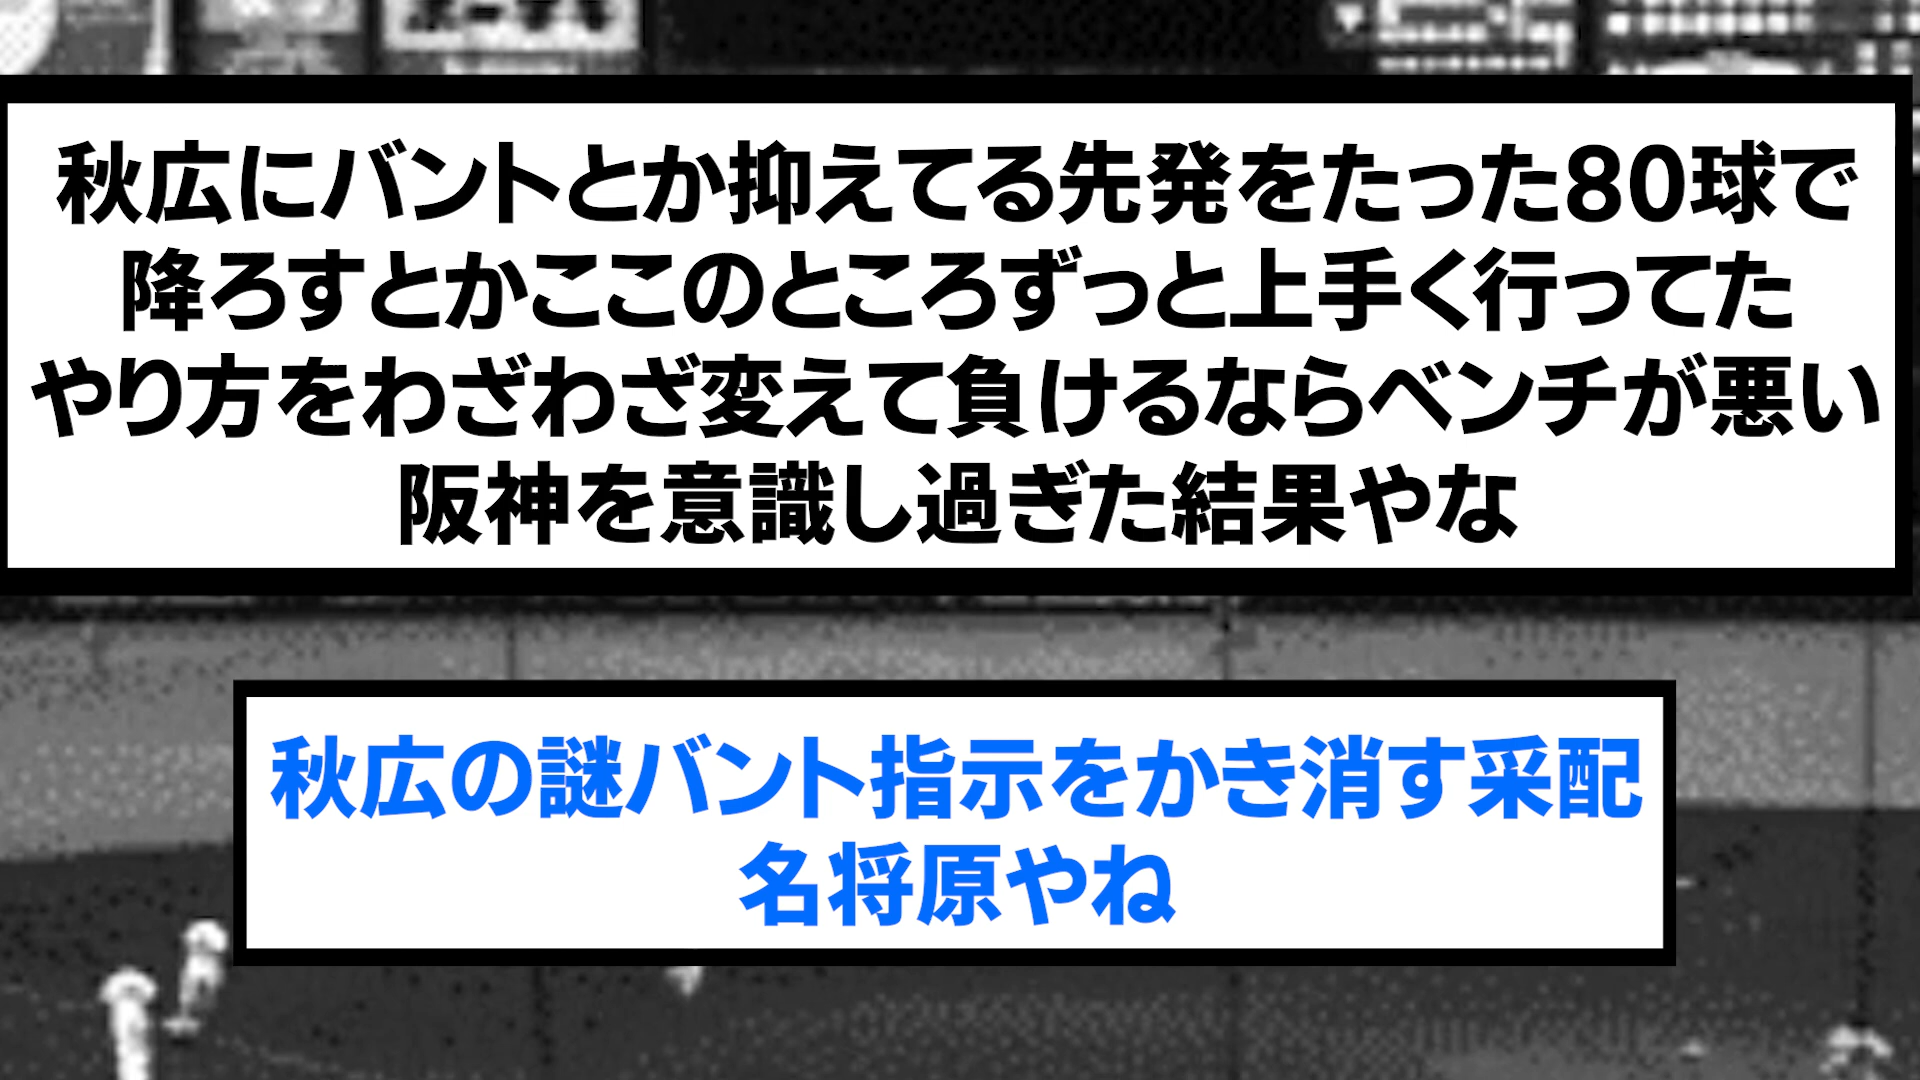 秋広にバントとか抑えてる先発をたった80球で
降ろすとかここのところずっと上手く行ってた
やり方をわざわざ変えて負けるならベンチが悪い
阪神を意識し過ぎた結果やな
秋広の謎バント指示をかき消す采配
名将原やね